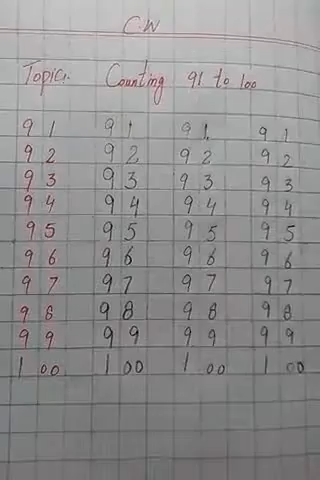 C.W
Topic:. Counting 91 to 100
91 91 91 91
92 92 92 92
93 93 93 93
94 94 94 94
95 95 95 95
96 96 96 96
97 97 97 97
98 98 98 98
99 99 99 99
100 100 100 100